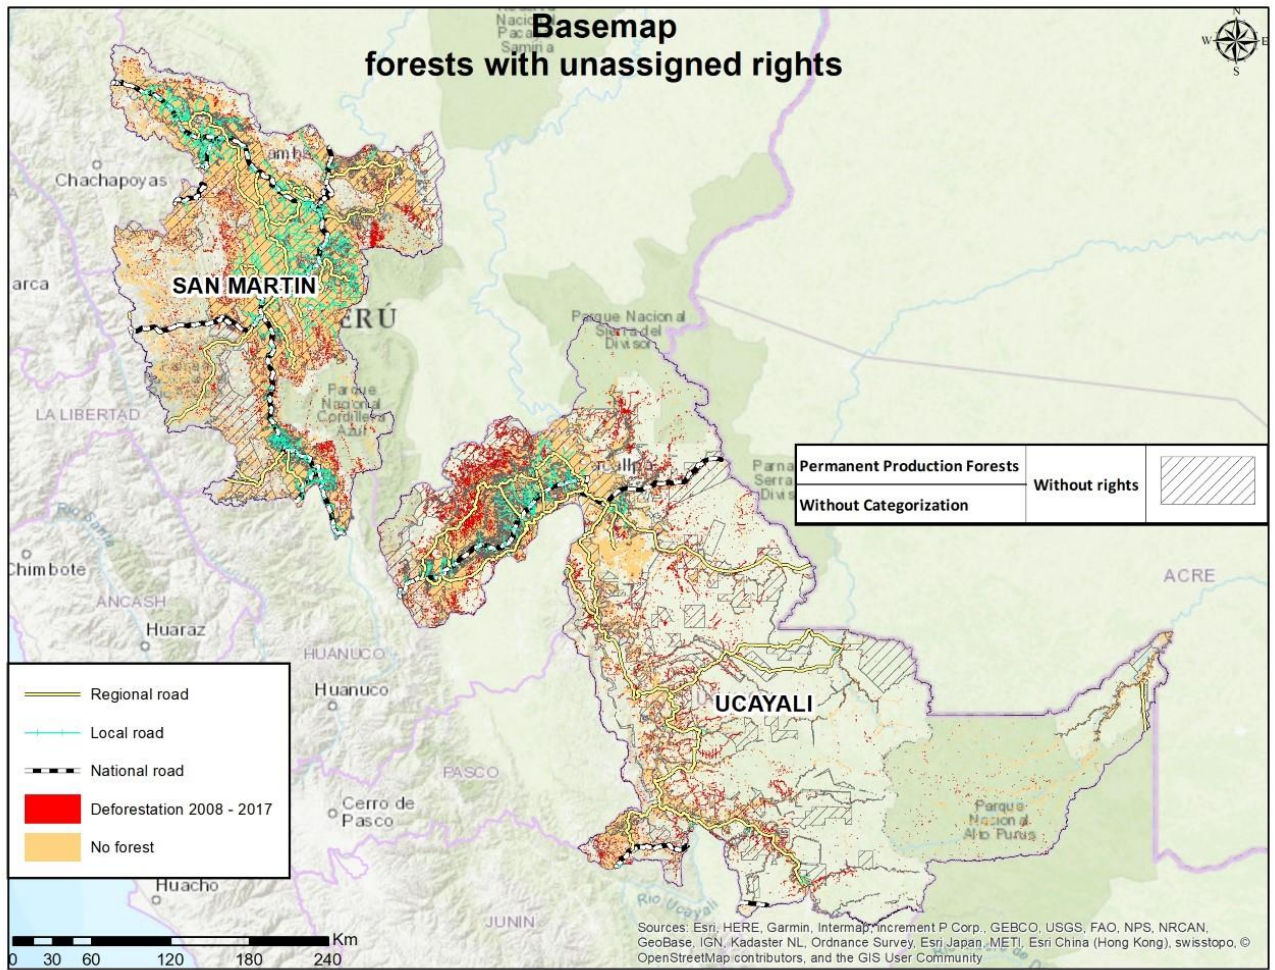 Basemap
forests with unassigned rights
N
W
E
S
Chachapoyas
SAN MARTIN
Parque Nacional
Sierra del
Divisor
LA LIBERTAD
Parque
Nacional
Cordillera
Azul
Permanent Production Forests
Without rights
Without Categorization
Chimbote
ACRE
ANCASH
Huaraz
HUANUCO
Huanuco
UCAYALI
PASCO
Cerro de
Pasco
Parque
Nacional
Alto Purus
Huacho
JUNIN
Rio Ucayali
Regional road
Local road
National road
Deforestation 2008 - 2017
No forest
Km
0 30 60 120 180 240
Sources: Esri, HERE, Garmin, Intermap, increment P Corp., GEBCO, USGS, FAO, NPS, NRCAN,
GeoBase, IGN, Kadaster NL, Ordnance Survey, Esri Japan, METI, Esri China (Hong Kong), swisstopo, ©
OpenStreetMap contributors, and the GIS User Community